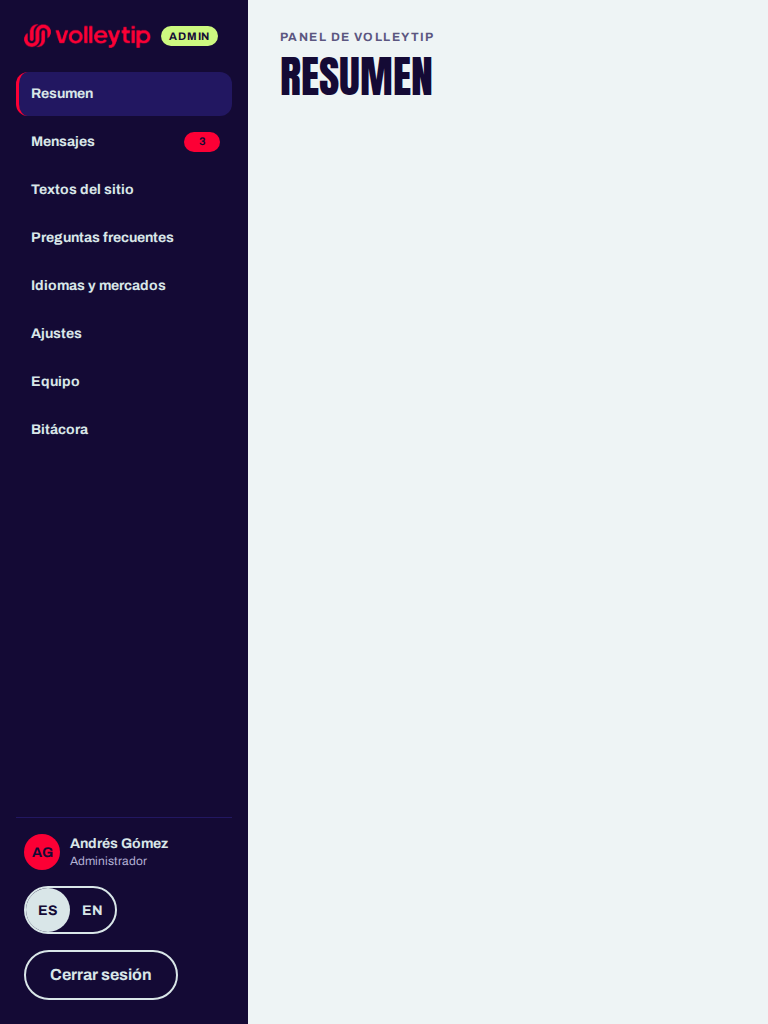 volleytip ADMIN
Resumen
Mensajes 3
Textos del sitio
Preguntas frecuentes
Idiomas y mercados
Ajustes
Equipo
Bitácora
AG Andrés Gómez
Administrador
ES EN
Cerrar sesión
PANEL DE VOLLEYTIP
RESUMEN